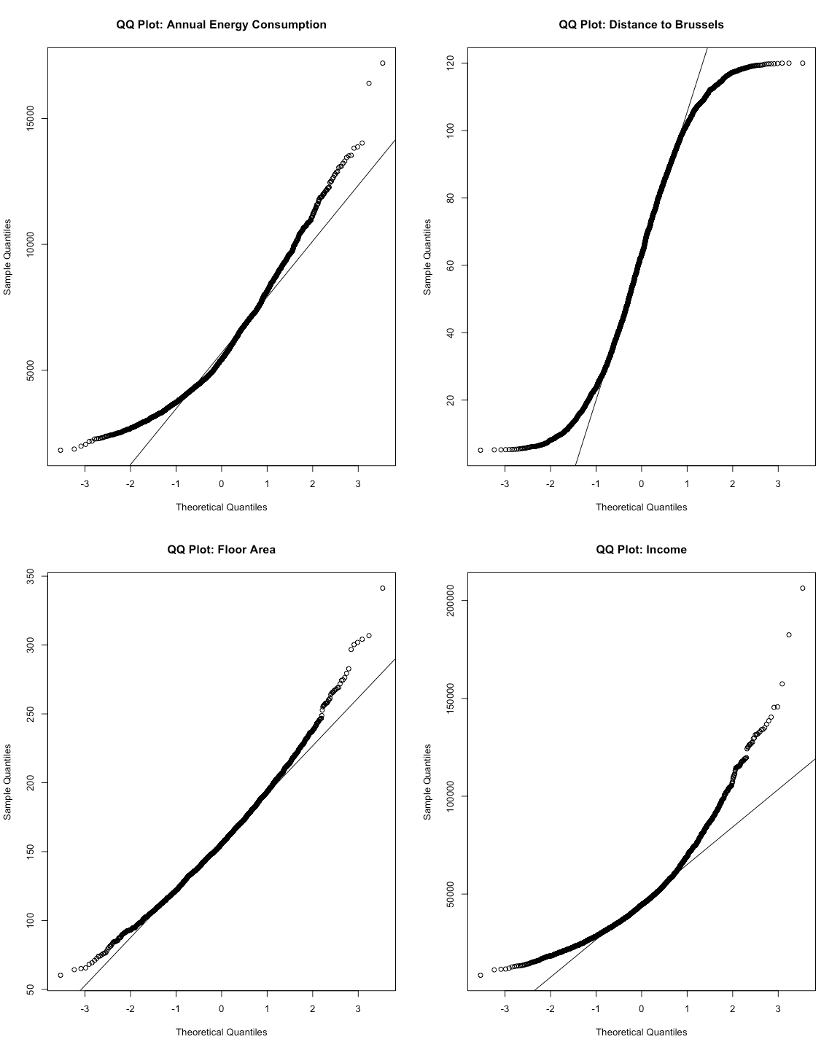 QQ Plot: Annual Energy Consumption
Sample Quantiles
15000
10000
5000
-3 -2 -1 0 1 2 3
Theoretical Quantiles
QQ Plot: Distance to Brussels
Sample Quantiles
120
100
80
60
40
20
-3 -2 -1 0 1 2 3
Theoretical Quantiles
QQ Plot: Floor Area
Sample Quantiles
350
300
250
200
150
100
50
-3 -2 -1 0 1 2 3
Theoretical Quantiles
QQ Plot: Income
Sample Quantiles
200000
150000
100000
50000
-3 -2 -1 0 1 2 3
Theoretical Quantiles